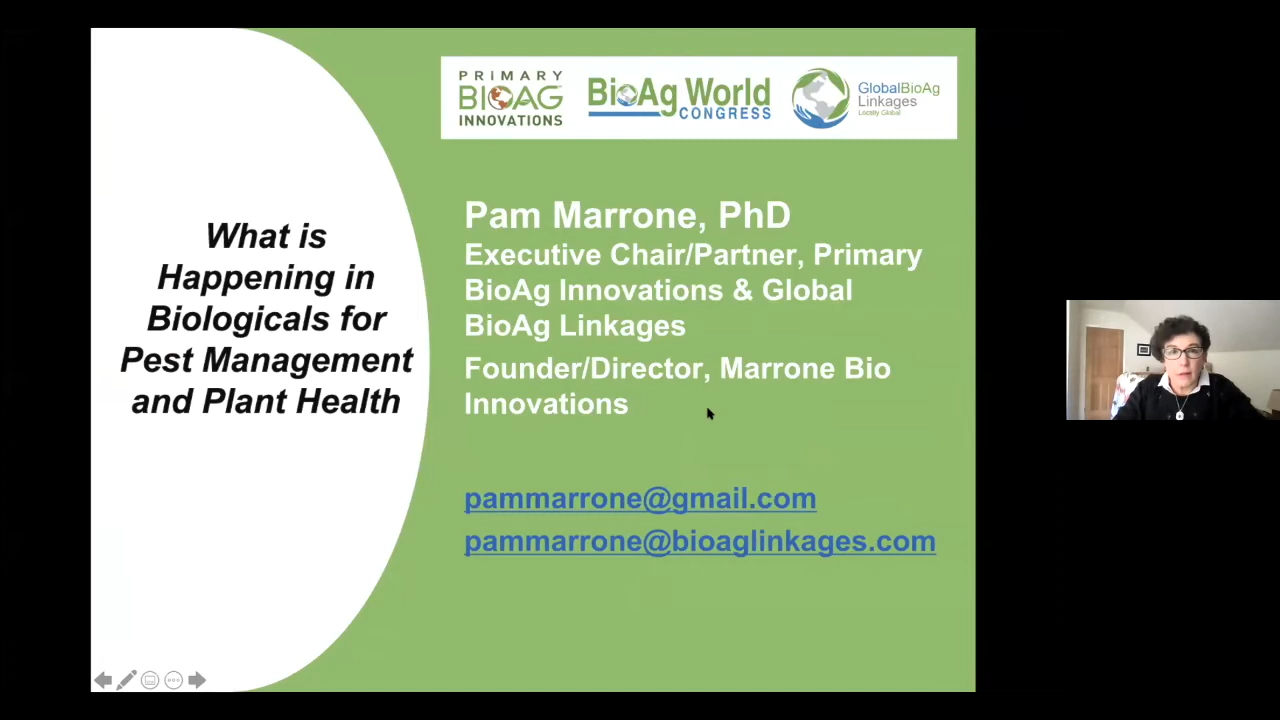 What is
Happening in
Biologicals for
Pest Management
and Plant Health
PRIMARY
BIOAG
INNOVATIONS
BioAg World
CONGRESS
GlobalBioAg
Linkages
Locally Global
Pam Marrone, PhD
Executive Chair/Partner, Primary
BioAg Innovations & Global
BioAg Linkages
Founder/Director, Marrone Bio
Innovations
pammarrone@gmail.com
pammarrone@bioaglinkages.com